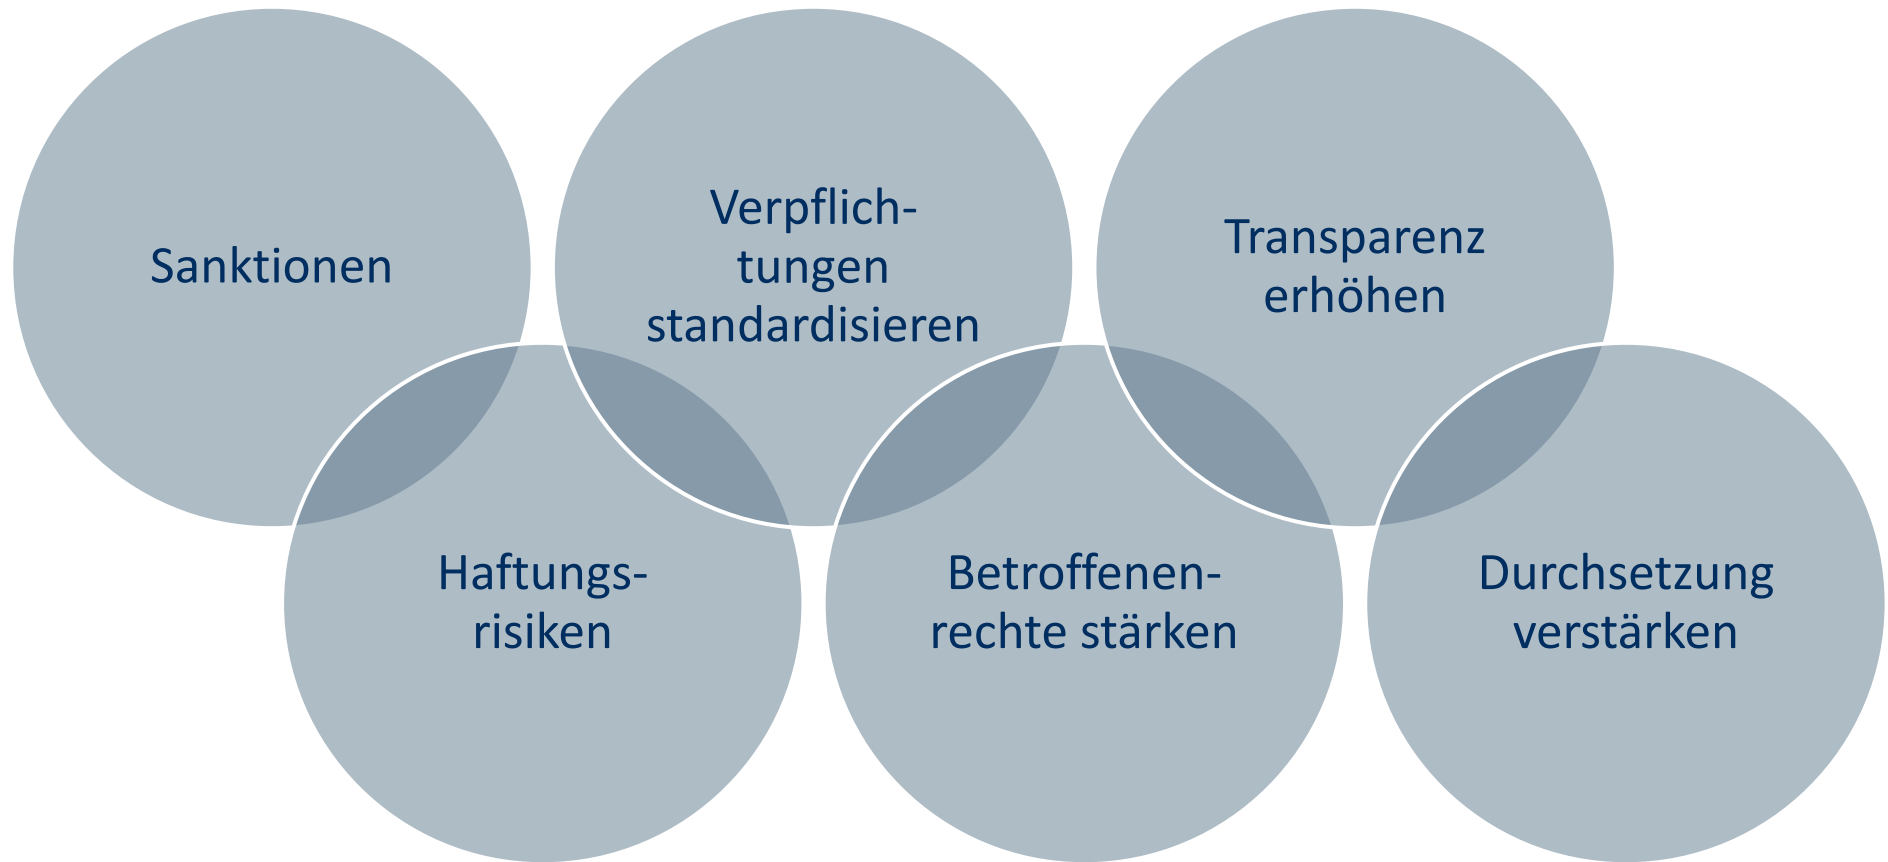 Sanktionen
Verpflich-
tungen
standardisieren
Transparenz
erhöhen
Haftungs-
risiken
Betroffenen-
rechte stärken
Durchsetzung
verstärken